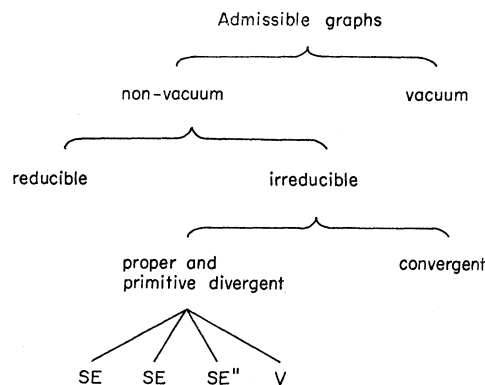 Admissible graphs
non-vacuum vacuum
reducible irreducible
proper and
primitive divergent convergent
SE SE SE" V